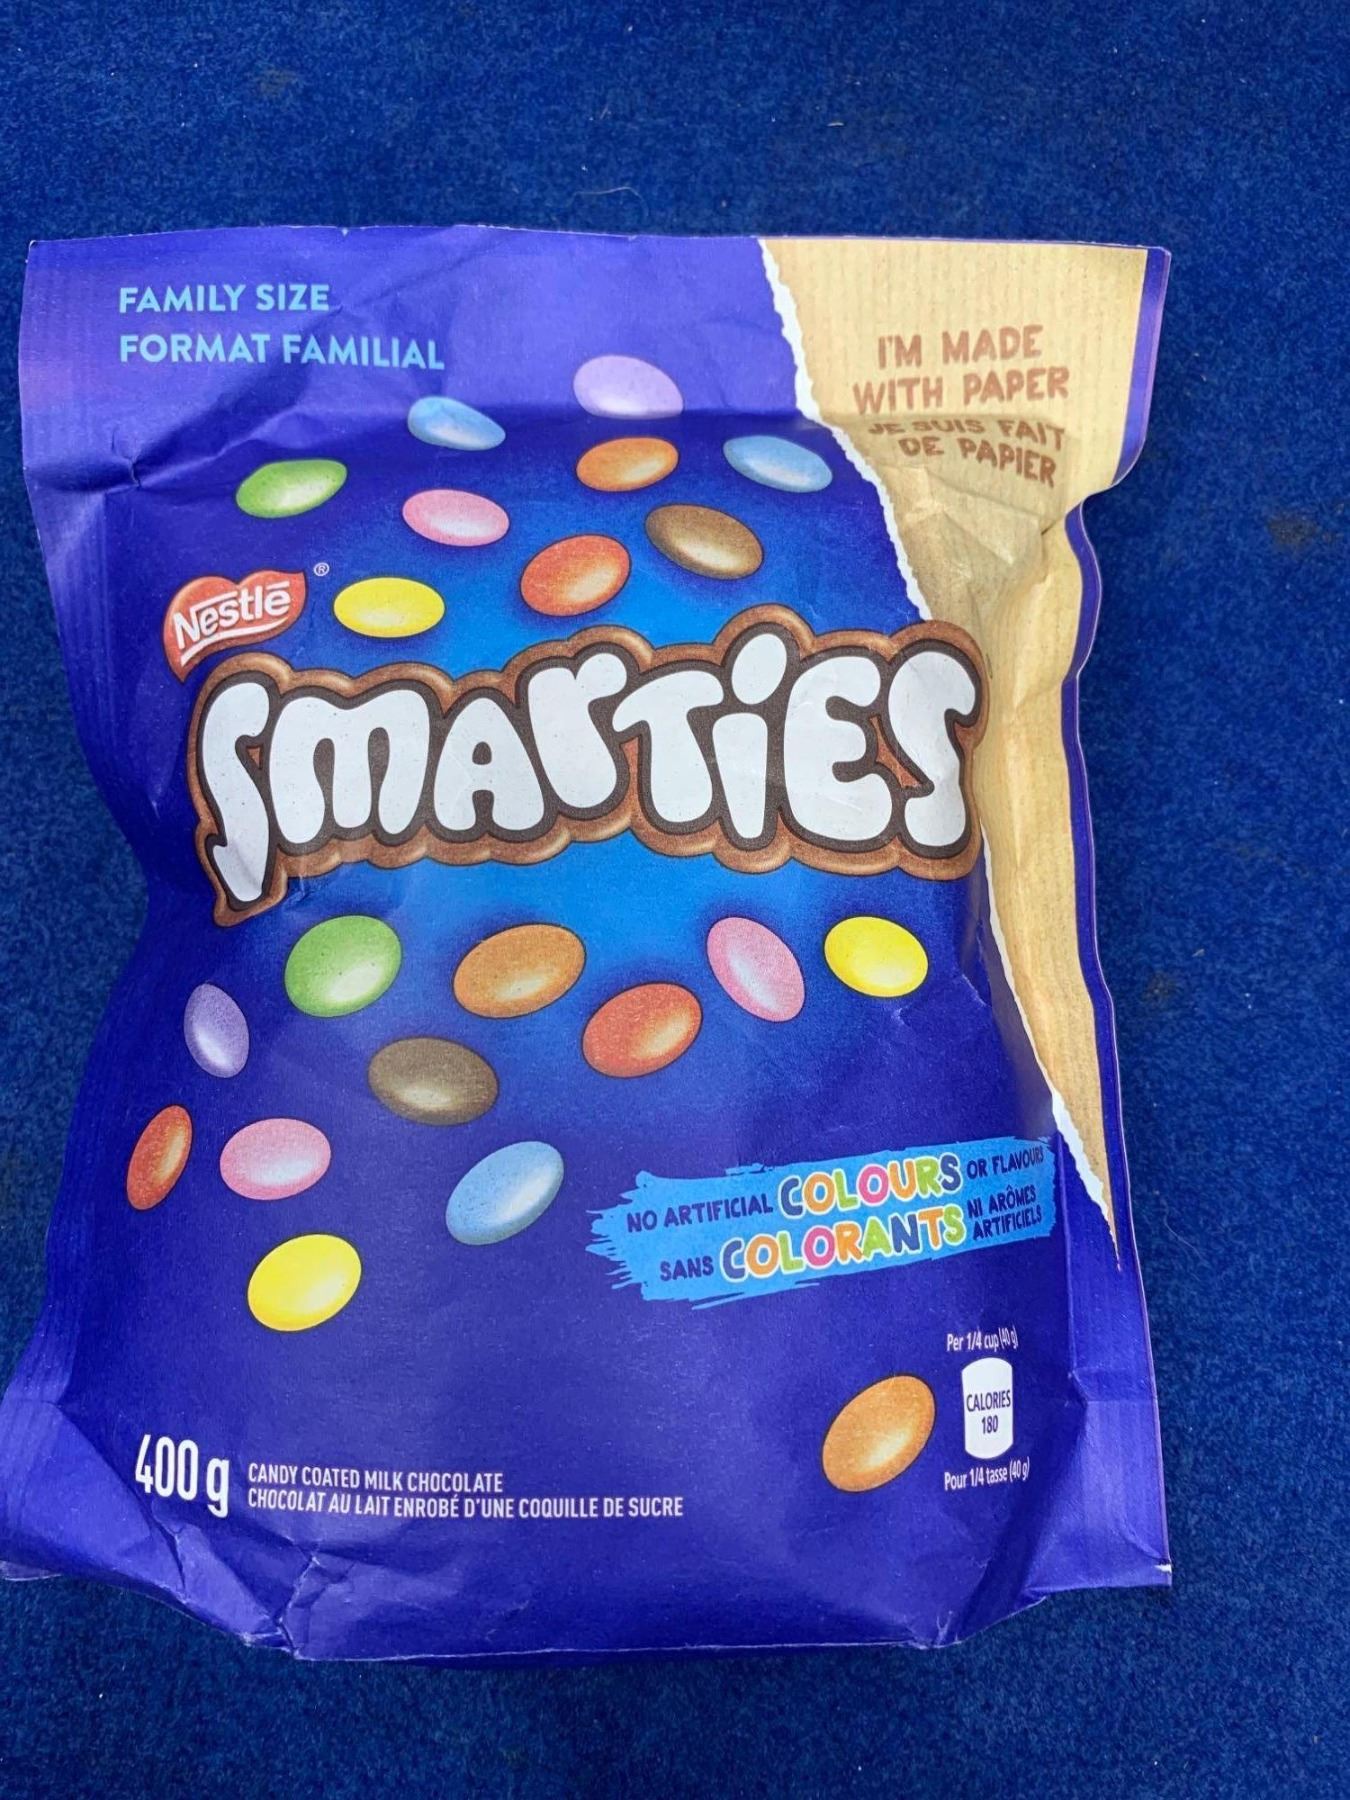 FAMILY SIZE
FORMAT FAMILIAL
I'M MADE
WITH PAPER
JE SUIS FAIT
DE PAPIER
Nestlē ®
SMARTIES
NO ARTIFICIAL COLOURS OR FLAVOURS
SANS COLORANTS NI ARÔMES
ARTIFICIELS
Per 1/4 cup (40 g)
CALORIES
180
Pour 1/4 tasse (40 g)
400 g
CANDY COATED MILK CHOCOLATE
CHOCOLAT AU LAIT ENROBÉ D'UNE COQUILLE DE SUCRE